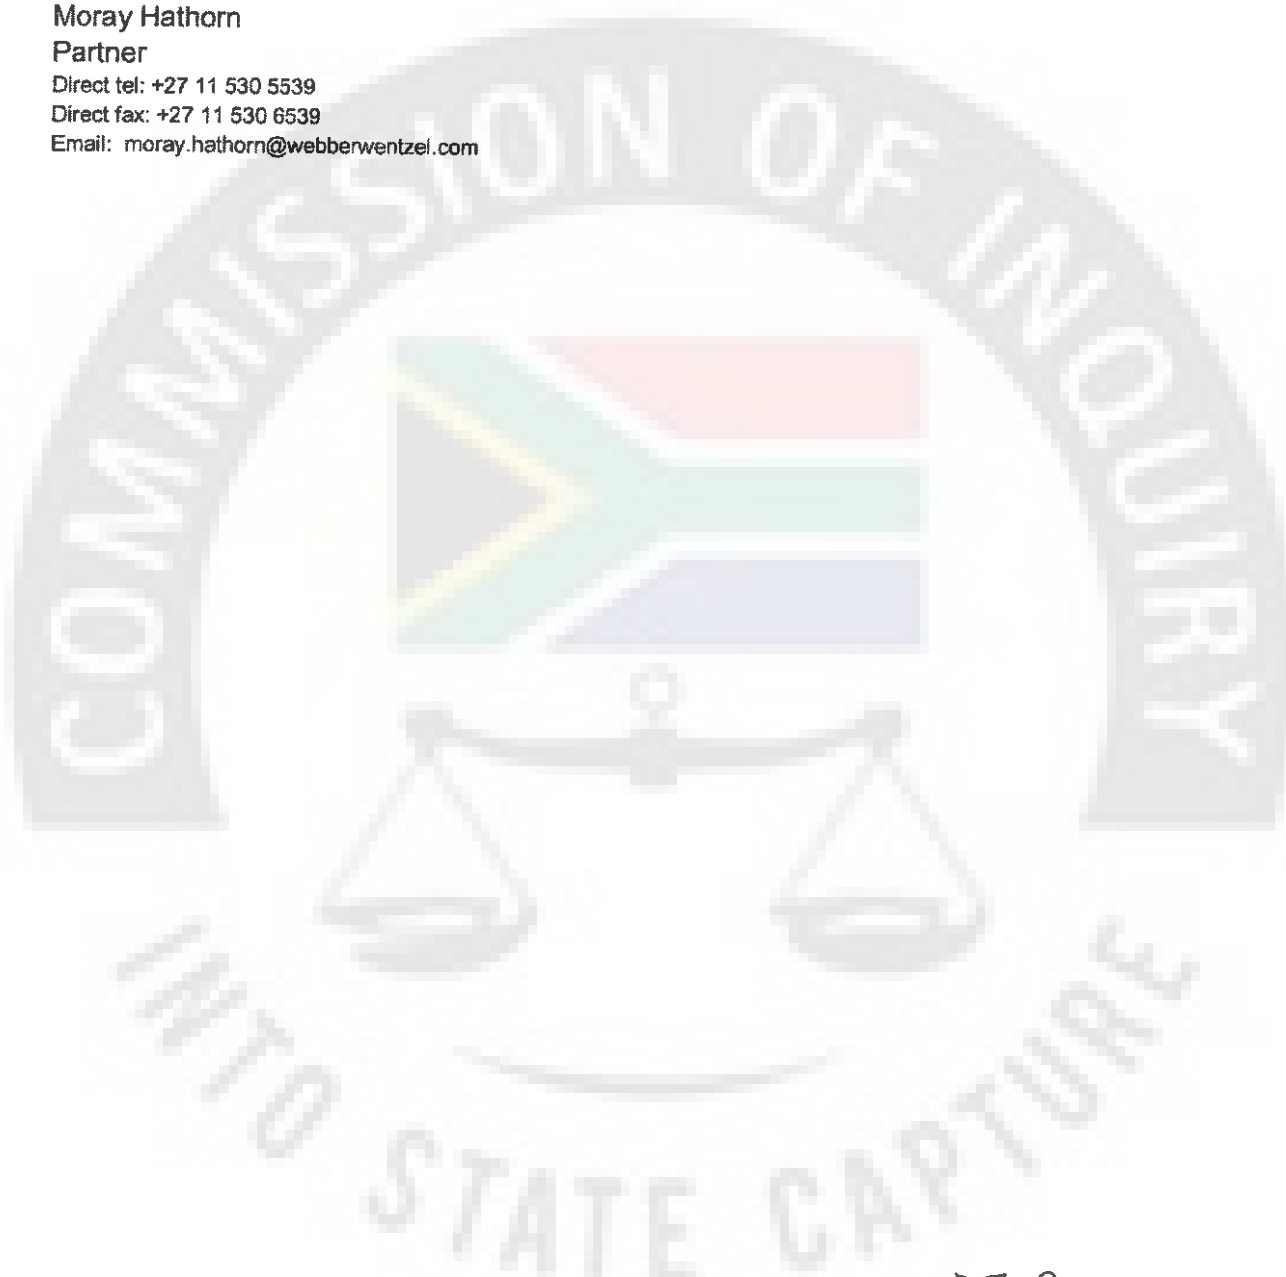 Moray Hathorn
Partner
Direct tel: +27 11 530 5539
Direct fax: +27 11 530 6539
Email: moray.hathorn@webberwentzel.com
COMMISSION OF INQUIRY
INTO STATE CAPTURE